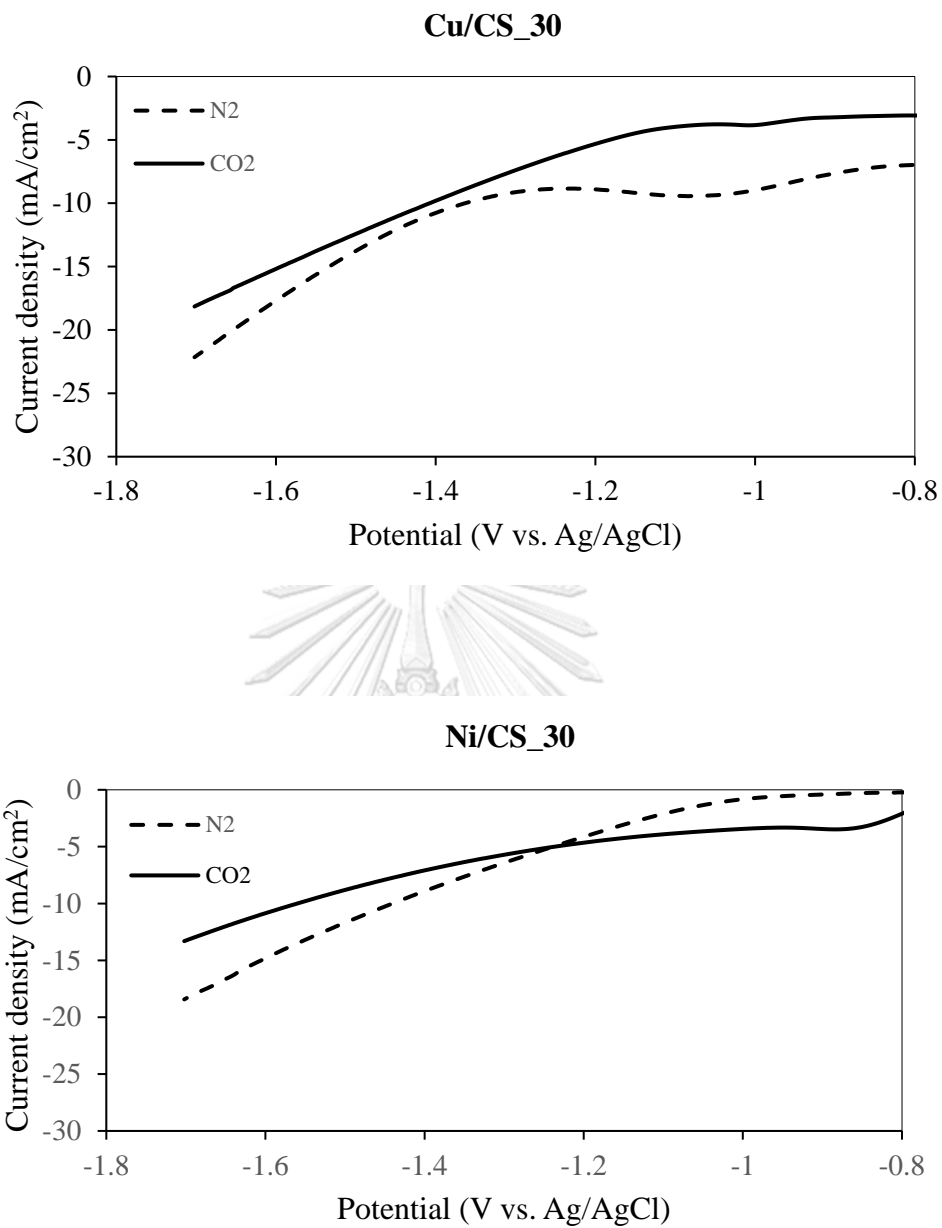 Cu/CS_30
0
-5
-10
-15
-20
-25
-30
-1.8 -1.6 -1.4 -1.2 -1 -0.8
Current density (mA/cm²)
Potential (V vs. Ag/AgCl)
N2
CO2
Ni/CS_30
0
-5
-10
-15
-20
-25
-30
-1.8 -1.6 -1.4 -1.2 -1 -0.8
Current density (mA/cm²)
Potential (V vs. Ag/AgCl)
N2
CO2